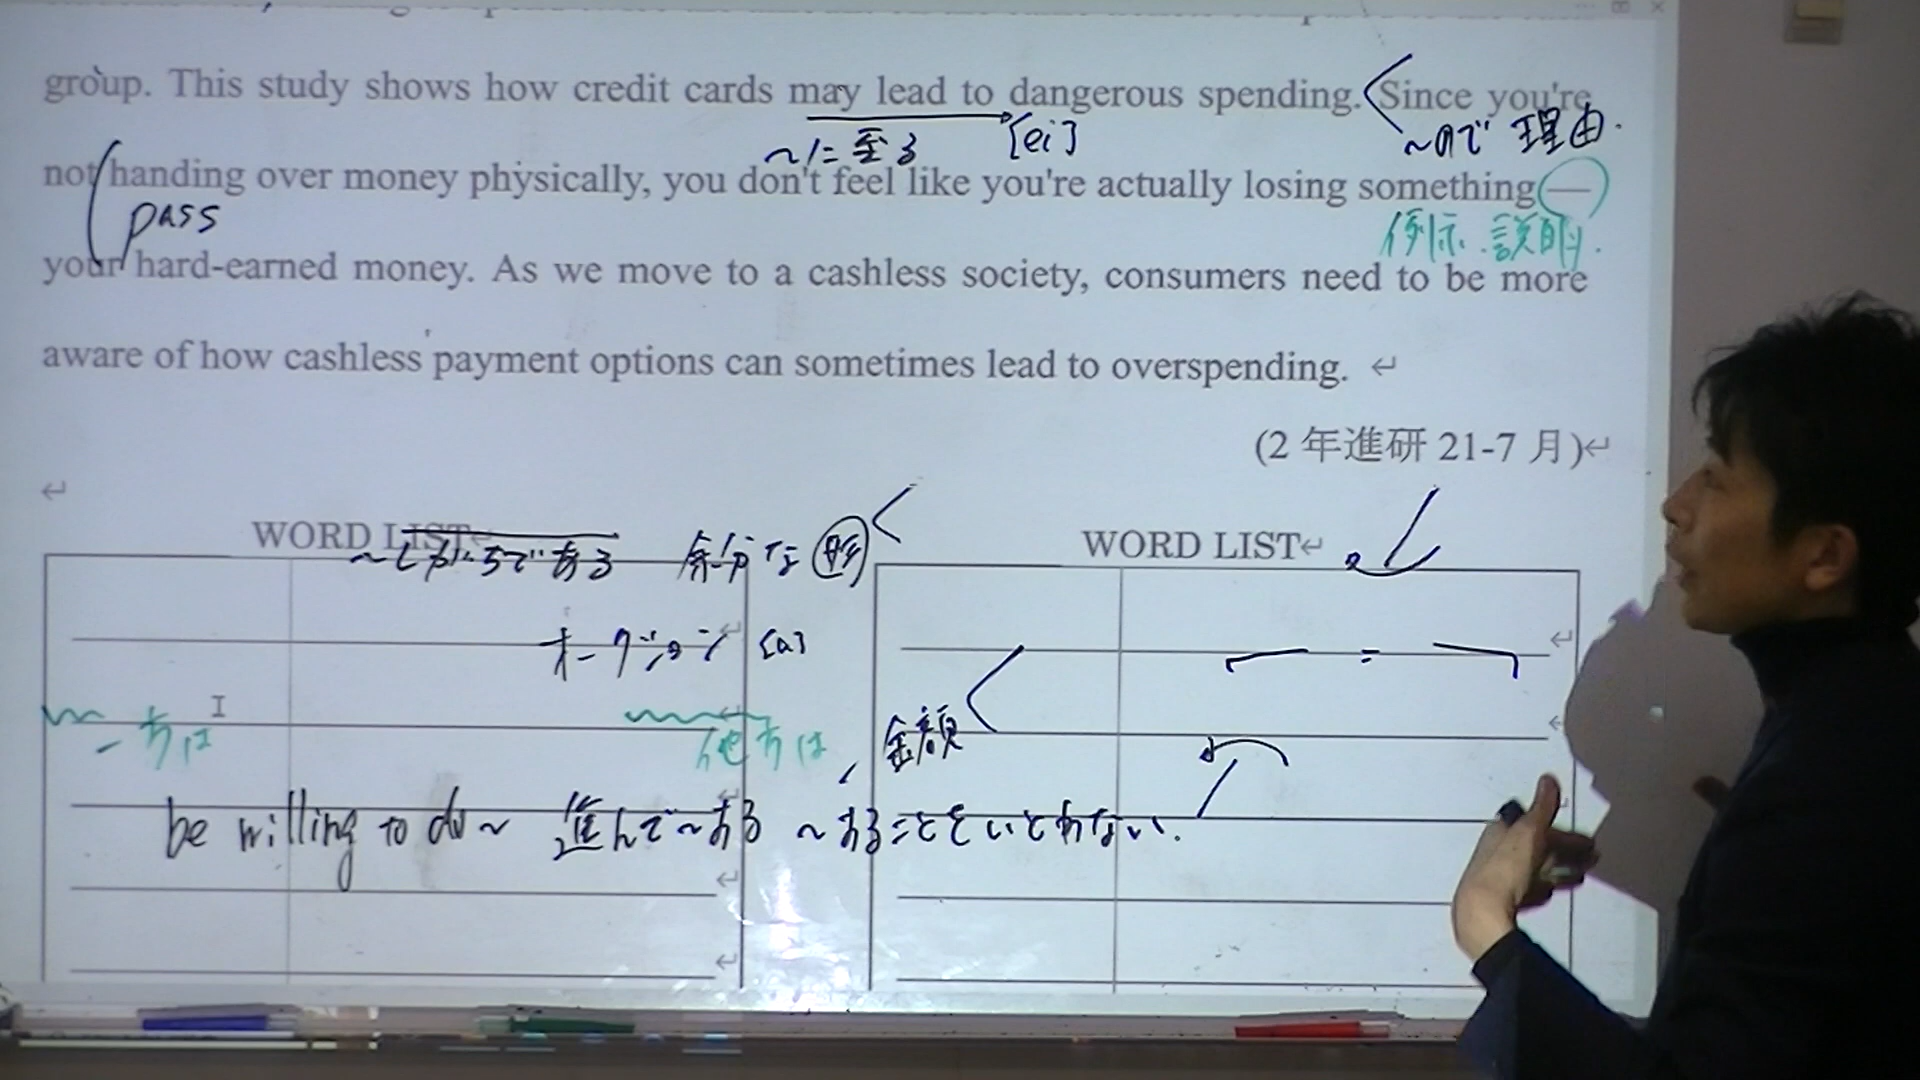 group. This study shows how credit cards may lead to dangerous spending. Since you're
〜に至る [ei] 〜ので 理由.
not handing over money physically, you don't feel like you're actually losing something—
pass 例示 説明.
your hard-earned money. As we move to a cashless society, consumers need to be more
aware of how cashless payment options can sometimes lead to overspending.
(2 年進研 21-7 月)
WORD LIST WORD LIST
〜しがちである 余分な
オークション [a]
一方は 他方は 金額
be willing to do〜 進んで〜する 〜することをいとわない.